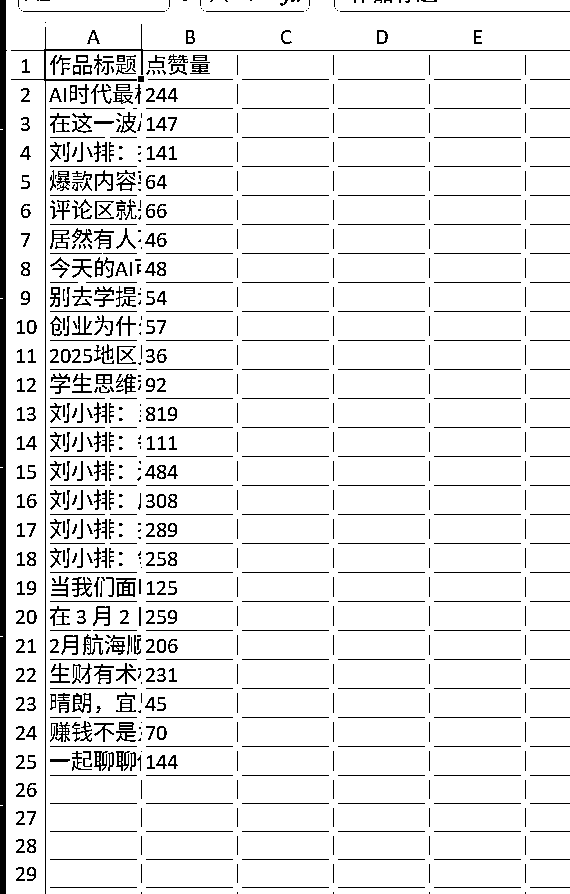 A B C D E
1 作品标题 点赞量
2 AI时代最 244
3 在这一波 147
4 刘小排： 141
5 爆款内容 64
6 评论区就 66
7 居然有人 46
8 今天的AI 48
9 别去学提 54
10 创业为什 57
11 2025地区 36
12 学生思维 92
13 刘小排： 819
14 刘小排： 111
15 刘小排： 484
16 刘小排： 308
17 刘小排： 289
18 刘小排： 258
19 当我们面 125
20 在 3 月 2 259
21 2月航海顺 206
22 生财有术 231
23 晴朗，宜 45
24 赚钱不是 70
25 一起聊聊 144
26
27
28
29